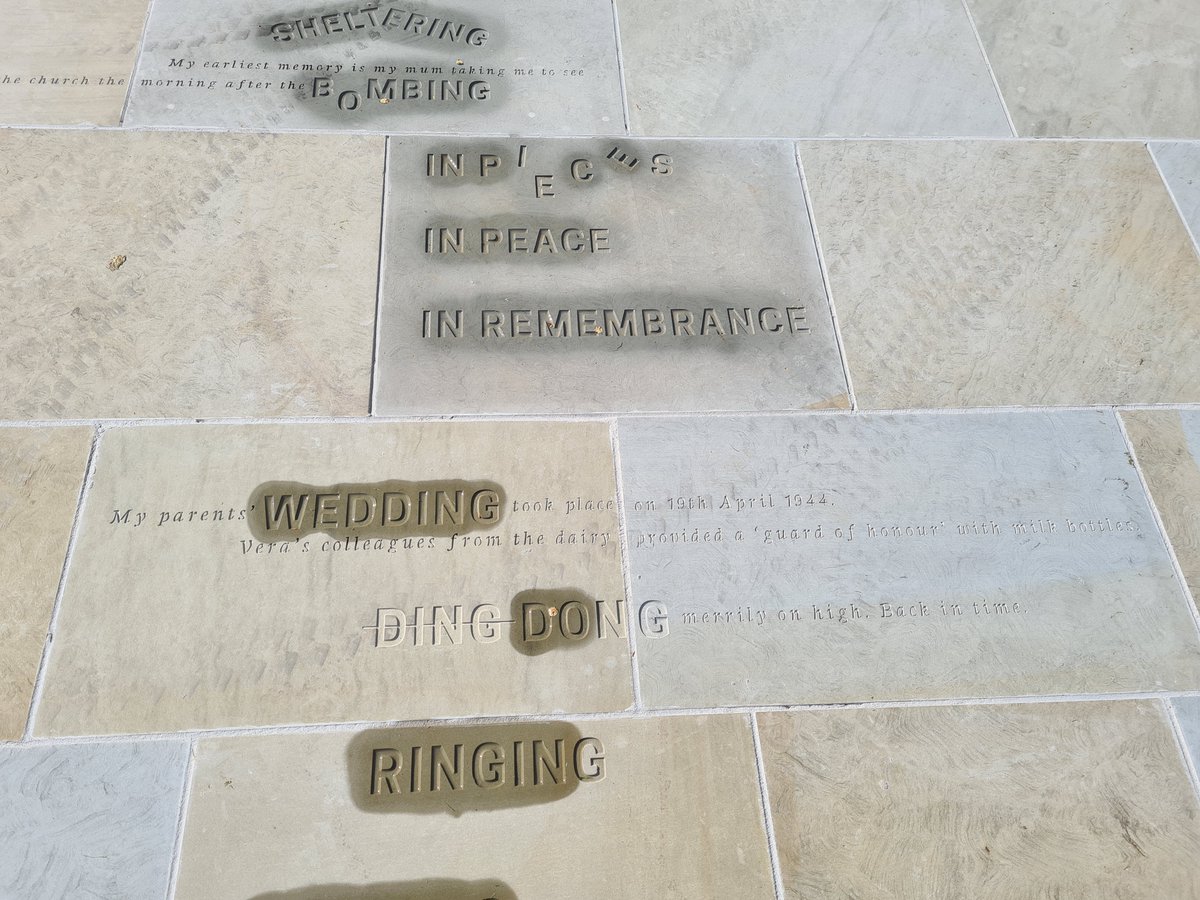 SHELTERING
My earliest memory is my mum taking me to see
he church the morning after the BOMBING
IN PIECES
IN PEACE
IN REMEMBRANCE
My parents' WEDDING took place on 19th April 1944.
Vera's colleagues from the dairy provided a 'guard of honour' with milk bottles.
DING DONG merrily on high. Back in time.
RINGING